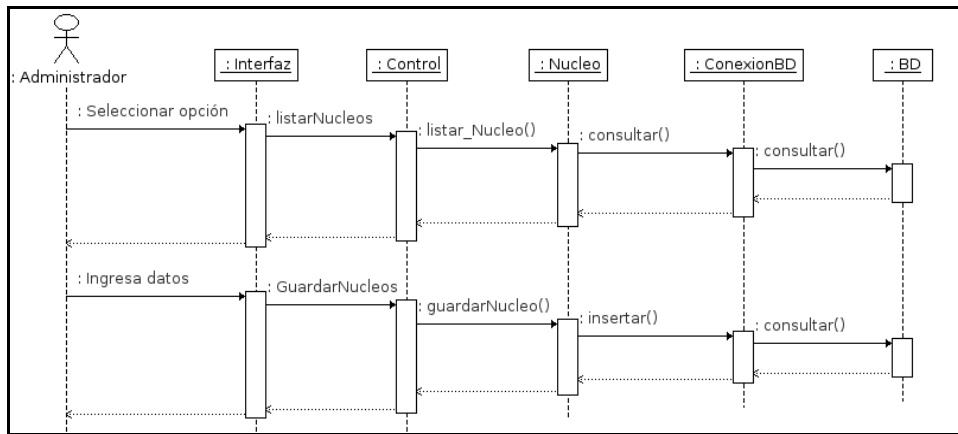 : Interfaz
: Control
: Nucleo
: ConexionBD
: BD
: Administrador
: Seleccionar opción
: listarNucleos
: listar_Nucleo()
: consultar()
: consultar()
: Ingresa datos
: GuardarNucleos
: guardarNucleo()
: insertar()
: consultar()